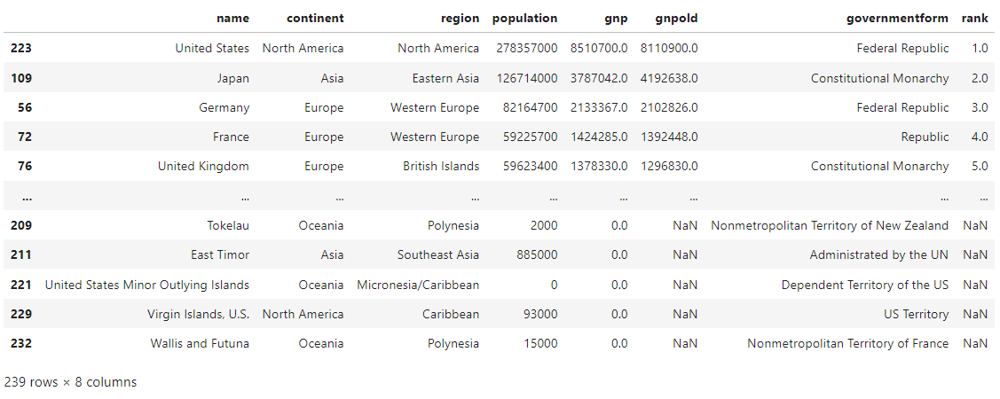 name continent region population gnp gnpold governmentform rank
223 United States North America North America 278357000 8510700.0 8110900.0 Federal Republic 1.0
109 Japan Asia Eastern Asia 126714000 3787042.0 4192638.0 Constitutional Monarchy 2.0
56 Germany Europe Western Europe 82164700 2133367.0 2102826.0 Federal Republic 3.0
72 France Europe Western Europe 59225700 1424285.0 1392448.0 Republic 4.0
76 United Kingdom Europe British Islands 59623400 1378330.0 1296830.0 Constitutional Monarchy 5.0
... ... ... ... ... ... ... ... ...
209 Tokelau Oceania Polynesia 2000 0.0 NaN Nonmetropolitan Territory of New Zealand NaN
211 East Timor Asia Southeast Asia 885000 0.0 NaN Administrated by the UN NaN
221 United States Minor Outlying Islands Oceania Micronesia/Caribbean 0 0.0 NaN Dependent Territory of the US NaN
229 Virgin Islands, U.S. North America Caribbean 93000 0.0 NaN US Territory NaN
232 Wallis and Futuna Oceania Polynesia 15000 0.0 NaN Nonmetropolitan Territory of France NaN
239 rows × 8 columns